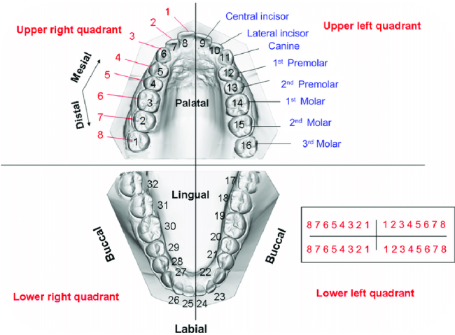 Upper right quadrant
Upper left quadrant
1
2
3
4
5
6
7
8
Central incisor
Lateral incisor
Canine
1st Premolar
2nd Premolar
1st Molar
2nd Molar
3rd Molar
Mesial
Distal
Palatal
1
2
3
4
5
6
7
8
9
10
11
12
13
14
15
16
Lingual
Buccal
Buccal
17
18
19
20
21
22
23
24
25
26
27
28
29
30
31
32
8 7 6 5 4 3 2 1 1 2 3 4 5 6 7 8
8 7 6 5 4 3 2 1 1 2 3 4 5 6 7 8
Lower right quadrant
Lower left quadrant
Labial